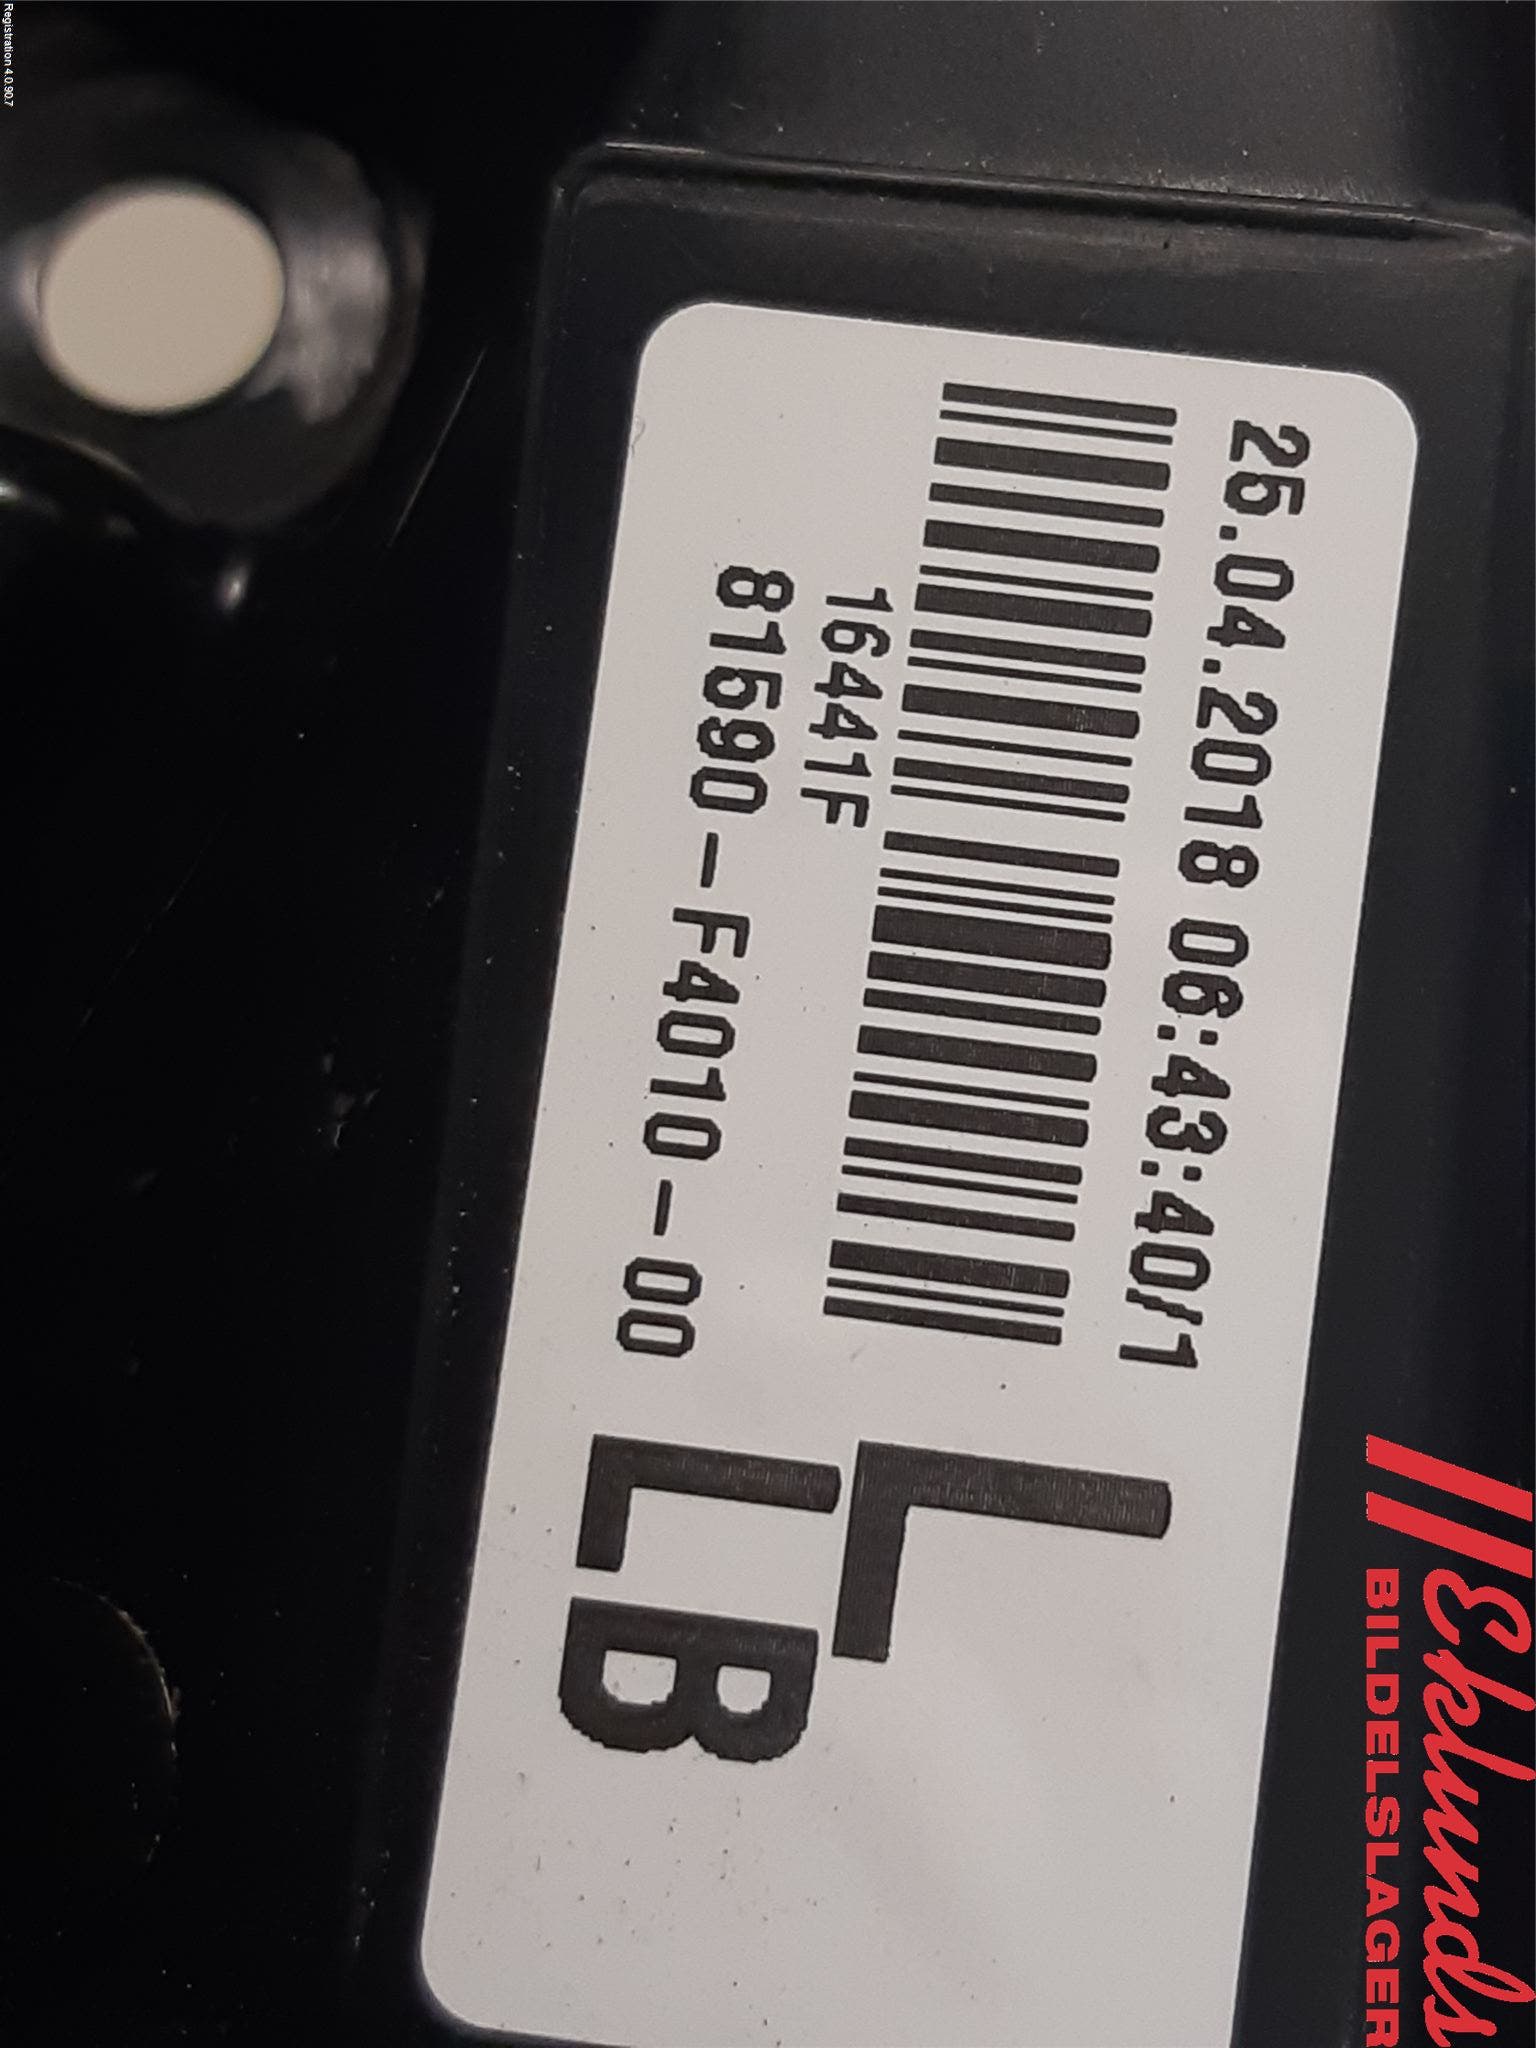 25.04.2018 06:43:40/1
L
16441F
81590-F4010-00
LB
Eklunds
BILDELSLAGER
Registration 4.0.90.7